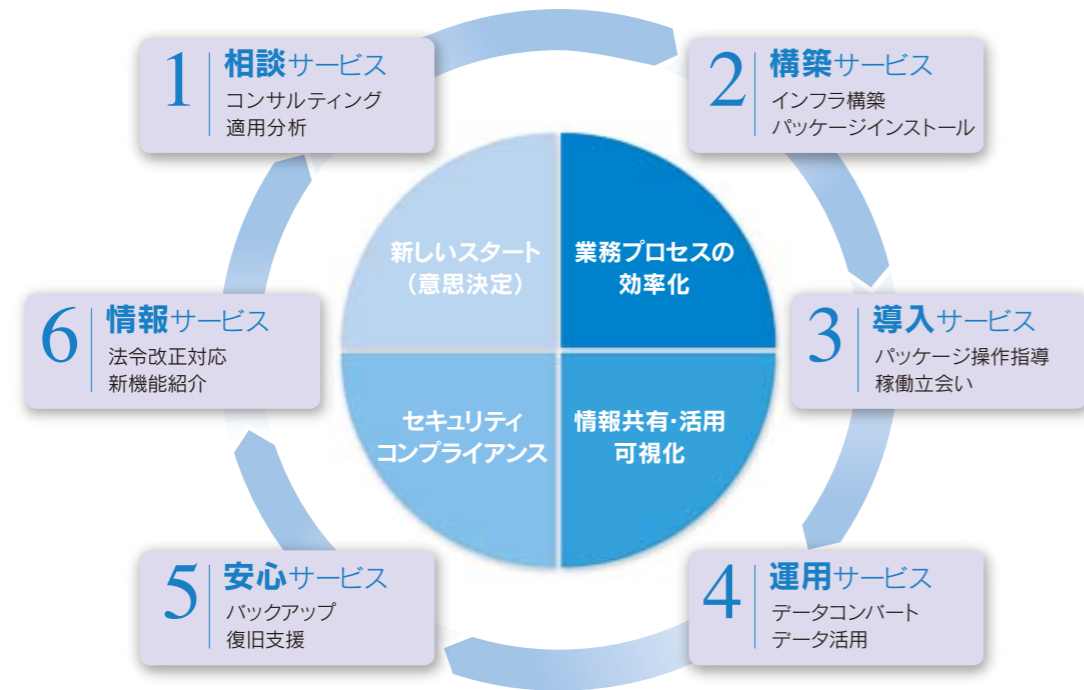 1 相談サービス
コンサルティング
適用分析
2 構築サービス
インフラ構築
パッケージインストール
3 導入サービス
パッケージ操作指導
稼働立会い
4 運用サービス
データコンバート
データ活用
5 安心サービス
バックアップ
復旧支援
6 情報サービス
法令改正対応
新機能紹介
新しいスタート
（意思決定）
業務プロセスの
効率化
セキュリティ
コンプライアンス
情報共有・活用
可視化